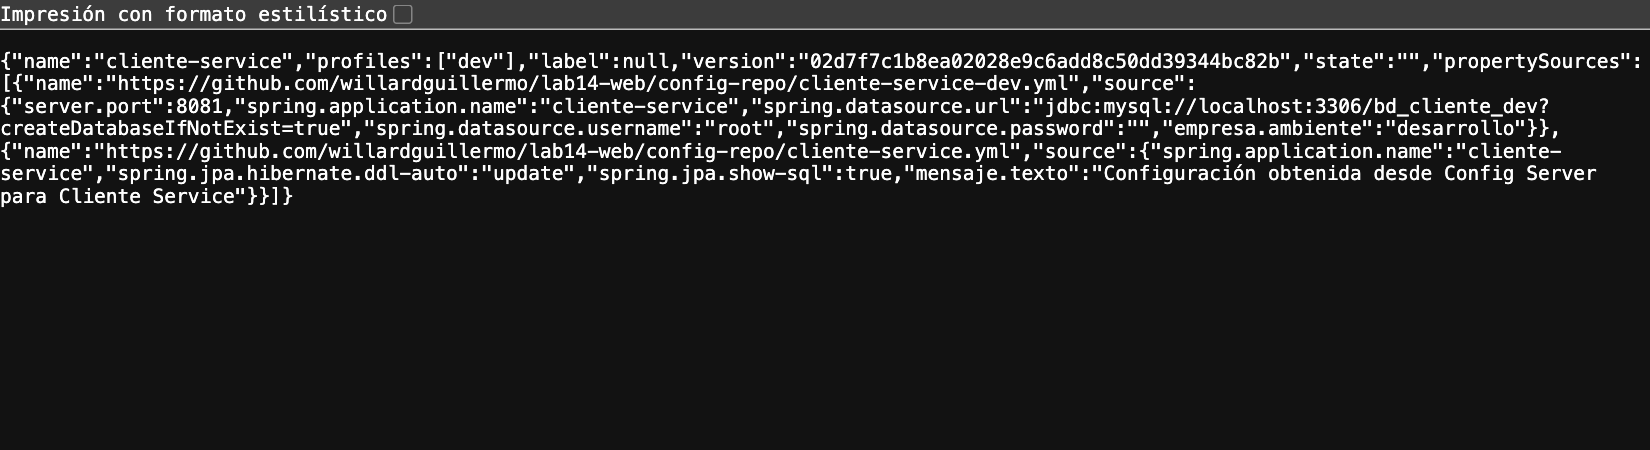 Impresión con formato estilístico
{"name":"cliente-service","profiles":["dev"],"label":null,"version":"02d7f7c1b8ea02028e9c6add8c50dd39344bc82b","state":"","propertySources":
[{"name":"https://github.com/willardguillermo/lab14-web/config-repo/cliente-service-dev.yml","source":
{"server.port":8081,"spring.application.name":"cliente-service","spring.datasource.url":"jdbc:mysql://localhost:3306/bd_cliente_dev?
createDatabaseIfNotExist=true","spring.datasource.username":"root","spring.datasource.password":"","empresa.ambiente":"desarrollo"}},
{"name":"https://github.com/willardguillermo/lab14-web/config-repo/cliente-service.yml","source":{"spring.application.name":"cliente-
service","spring.jpa.hibernate.ddl-auto":"update","spring.jpa.show-sql":true,"mensaje.texto":"Configuración obtenida desde Config Server
para Cliente Service"}}]}